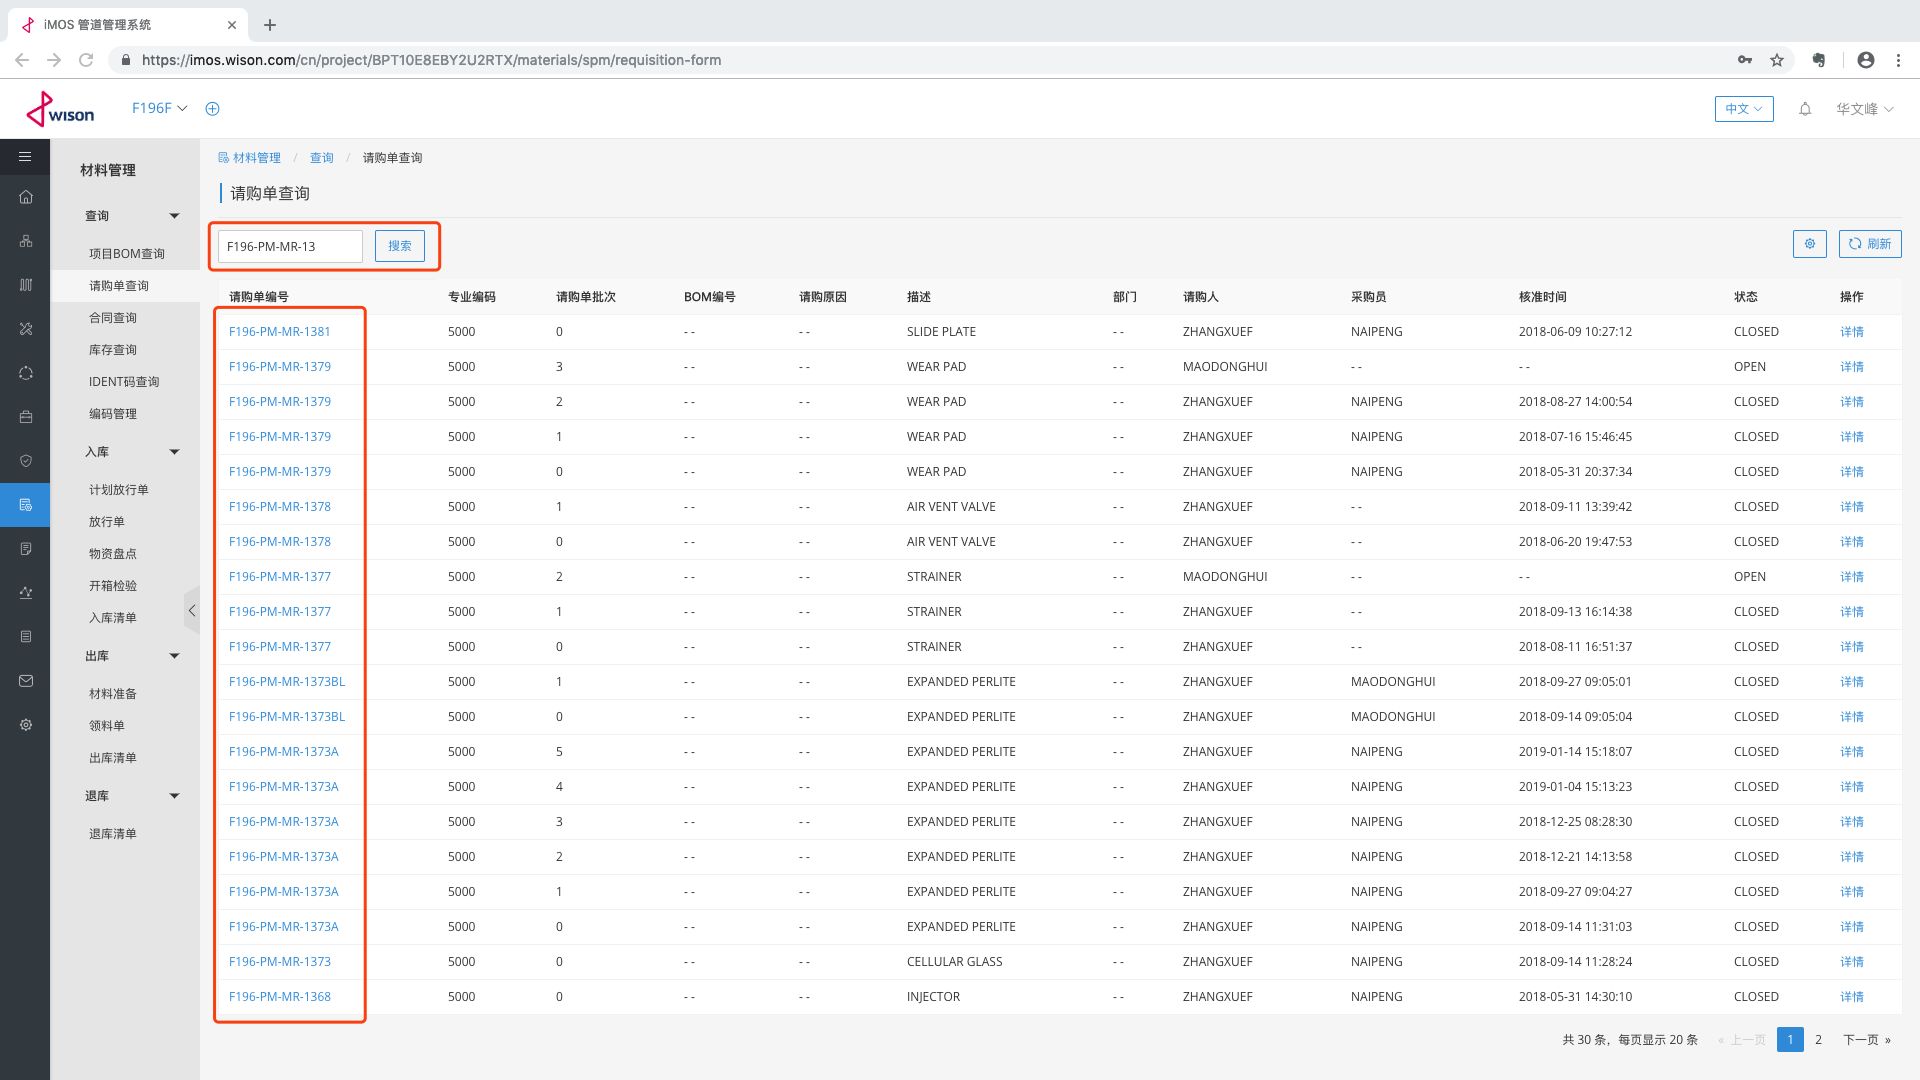 iMOS 管道管理系统
https://imos.wison.com/cn/project/BPT10E8EBY2U2RTX/materials/spm/requisition-form
wison
F196F
中文
华文峰
材料管理
查询
项目BOM查询
请购单查询
合同查询
库存查询
IDENT码查询
编码管理
入库
计划放行单
放行单
物资盘点
开箱检验
入库清单
出库
材料准备
领料单
出库清单
退库
退库清单
材料管理 / 查询 / 请购单查询
请购单查询
F196-PM-MR-13 搜索
刷新
请购单编号 专业编码 请购单批次 BOM编号 请购原因 描述 部门 请购人 采购员 核准时间 状态 操作
F196-PM-MR-1381 5000 0 - - - - SLIDE PLATE - - ZHANGXUEF NAIPENG 2018-06-09 10:27:12 CLOSED 详情
F196-PM-MR-1379 5000 3 - - - - WEAR PAD - - MAODONGHUI - - - - OPEN 详情
F196-PM-MR-1379 5000 2 - - - - WEAR PAD - - ZHANGXUEF NAIPENG 2018-08-27 14:00:54 CLOSED 详情
F196-PM-MR-1379 5000 1 - - - - WEAR PAD - - ZHANGXUEF NAIPENG 2018-07-16 15:46:45 CLOSED 详情
F196-PM-MR-1379 5000 0 - - - - WEAR PAD - - ZHANGXUEF NAIPENG 2018-05-31 20:37:34 CLOSED 详情
F196-PM-MR-1378 5000 1 - - - - AIR VENT VALVE - - ZHANGXUEF - - 2018-09-11 13:39:42 CLOSED 详情
F196-PM-MR-1378 5000 0 - - - - AIR VENT VALVE - - ZHANGXUEF - - 2018-06-20 19:47:53 CLOSED 详情
F196-PM-MR-1377 5000 2 - - - - STRAINER - - MAODONGHUI - - - - OPEN 详情
F196-PM-MR-1377 5000 1 - - - - STRAINER - - ZHANGXUEF - - 2018-09-13 16:14:38 CLOSED 详情
F196-PM-MR-1377 5000 0 - - - - STRAINER - - ZHANGXUEF - - 2018-08-11 16:51:37 CLOSED 详情
F196-PM-MR-1373BL 5000 1 - - - - EXPANDED PERLITE - - ZHANGXUEF MAODONGHUI 2018-09-27 09:05:01 CLOSED 详情
F196-PM-MR-1373BL 5000 0 - - - - EXPANDED PERLITE - - ZHANGXUEF MAODONGHUI 2018-09-14 09:05:04 CLOSED 详情
F196-PM-MR-1373A 5000 5 - - - - EXPANDED PERLITE - - ZHANGXUEF NAIPENG 2019-01-14 15:18:07 CLOSED 详情
F196-PM-MR-1373A 5000 4 - - - - EXPANDED PERLITE - - ZHANGXUEF NAIPENG 2019-01-04 15:13:23 CLOSED 详情
F196-PM-MR-1373A 5000 3 - - - - EXPANDED PERLITE - - ZHANGXUEF NAIPENG 2018-12-25 08:28:30 CLOSED 详情
F196-PM-MR-1373A 5000 2 - - - - EXPANDED PERLITE - - ZHANGXUEF NAIPENG 2018-12-21 14:13:58 CLOSED 详情
F196-PM-MR-1373A 5000 1 - - - - EXPANDED PERLITE - - ZHANGXUEF NAIPENG 2018-09-27 09:04:27 CLOSED 详情
F196-PM-MR-1373A 5000 0 - - - - EXPANDED PERLITE - - ZHANGXUEF NAIPENG 2018-09-14 11:31:03 CLOSED 详情
F196-PM-MR-1373 5000 0 - - - - CELLULAR GLASS - - ZHANGXUEF NAIPENG 2018-09-14 11:28:24 CLOSED 详情
F196-PM-MR-1368 5000 0 - - - - INJECTOR - - ZHANGXUEF NAIPENG 2018-05-31 14:30:10 CLOSED 详情
共 30 条，每页显示 20 条 « 上一页 1 2 下一页 »